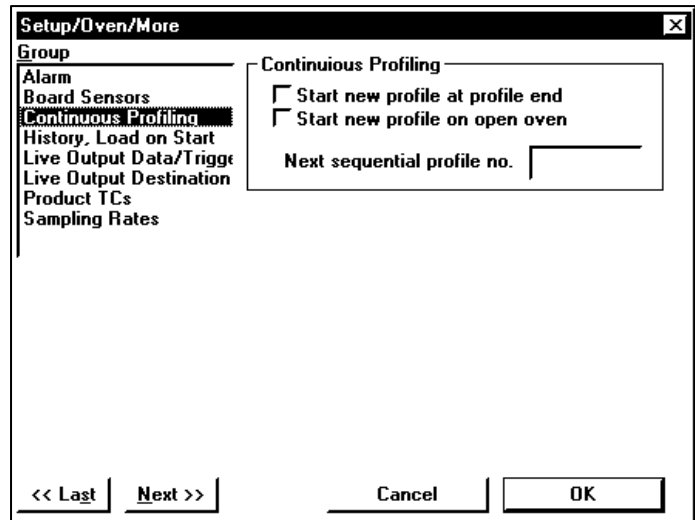 Setup/Oven/More
Group
Alarm
Board Sensors
Continuous Profiling
History, Load on Start
Live Output Data/Trigge
Live Output Destination
Product TCs
Sampling Rates
Continuious Profiling
Start new profile at profile end
Start new profile on open oven
Next sequential profile no.
<< Last
Next >>
Cancel
OK